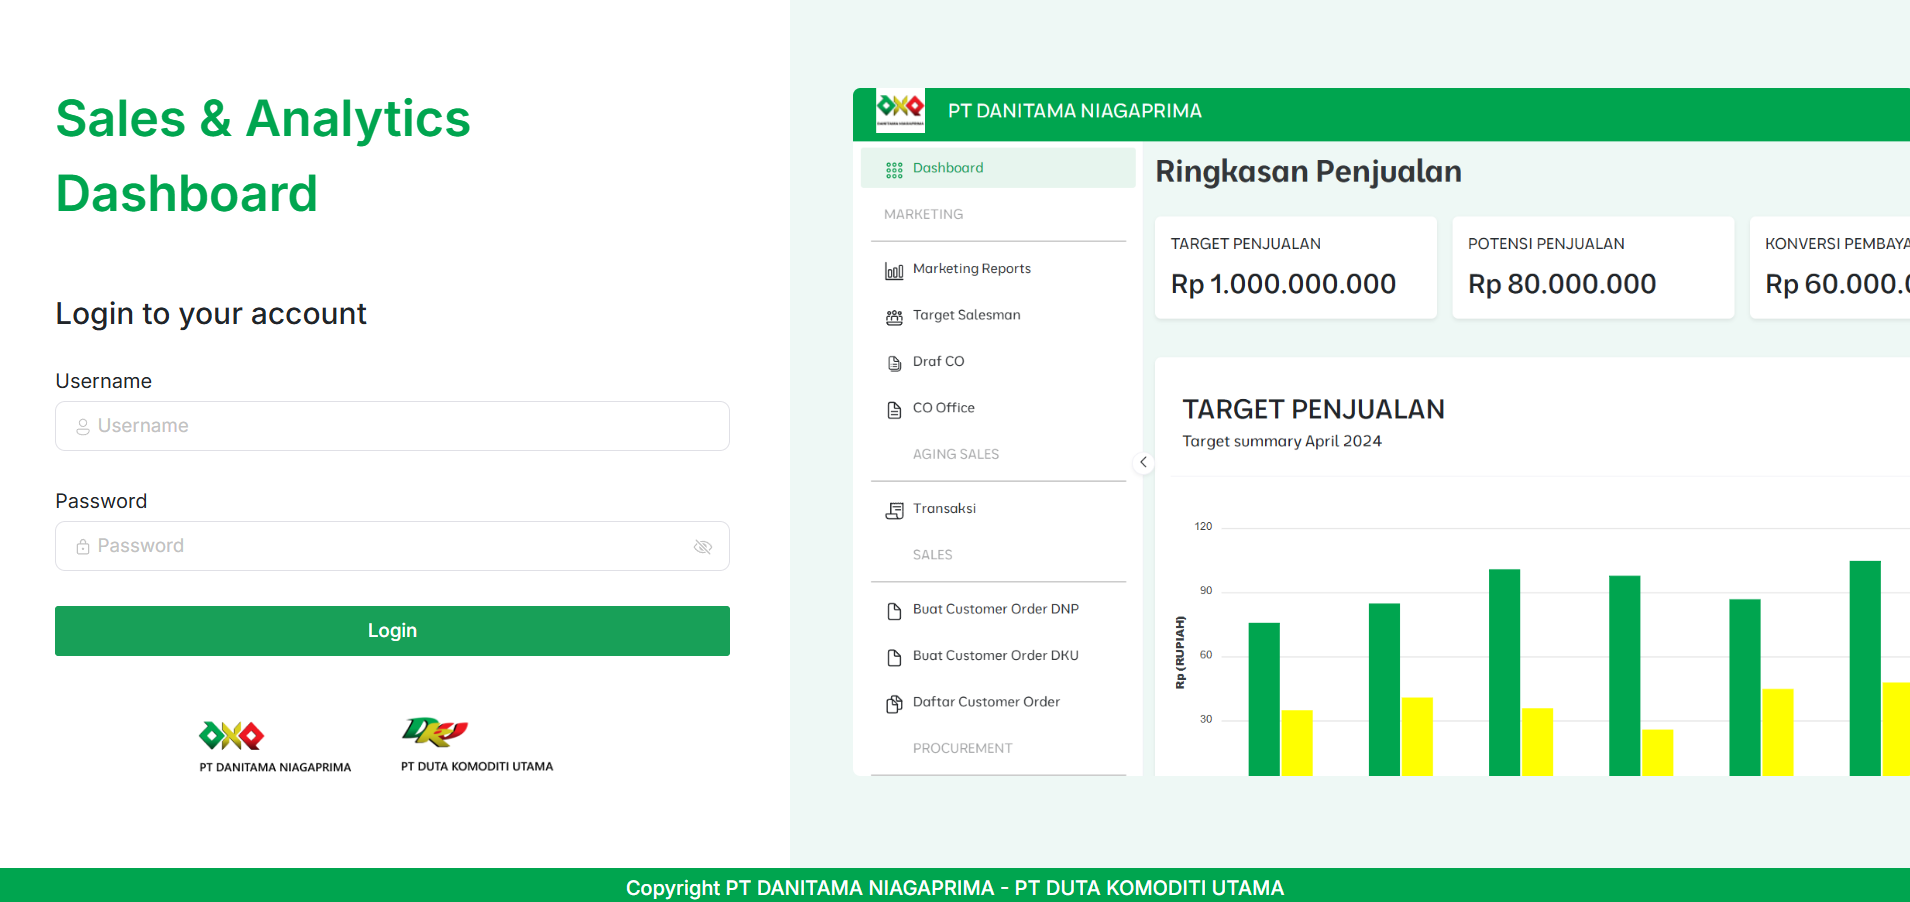 Sales & Analytics
Dashboard
Login to your account
Username
Username
Password
Password
Login
PT DANITAMA NIAGAPRIMA
PT DUTA KOMODITI UTAMA
PT DANITAMA NIAGAPRIMA
Dashboard
MARKETING
Marketing Reports
Target Salesman
Draf CO
CO Office
AGING SALES
Transaksi
SALES
Buat Customer Order DNP
Buat Customer Order DKU
Daftar Customer Order
PROCUREMENT
Ringkasan Penjualan
TARGET PENJUALAN
Rp 1.000.000.000
POTENSI PENJUALAN
Rp 80.000.000
KONVERSI PEMBAYA
Rp 60.000.0
TARGET PENJUALAN
Target summary April 2024
120
90
60
30
Rp (RUPIAH)
Copyright PT DANITAMA NIAGAPRIMA - PT DUTA KOMODITI UTAMA